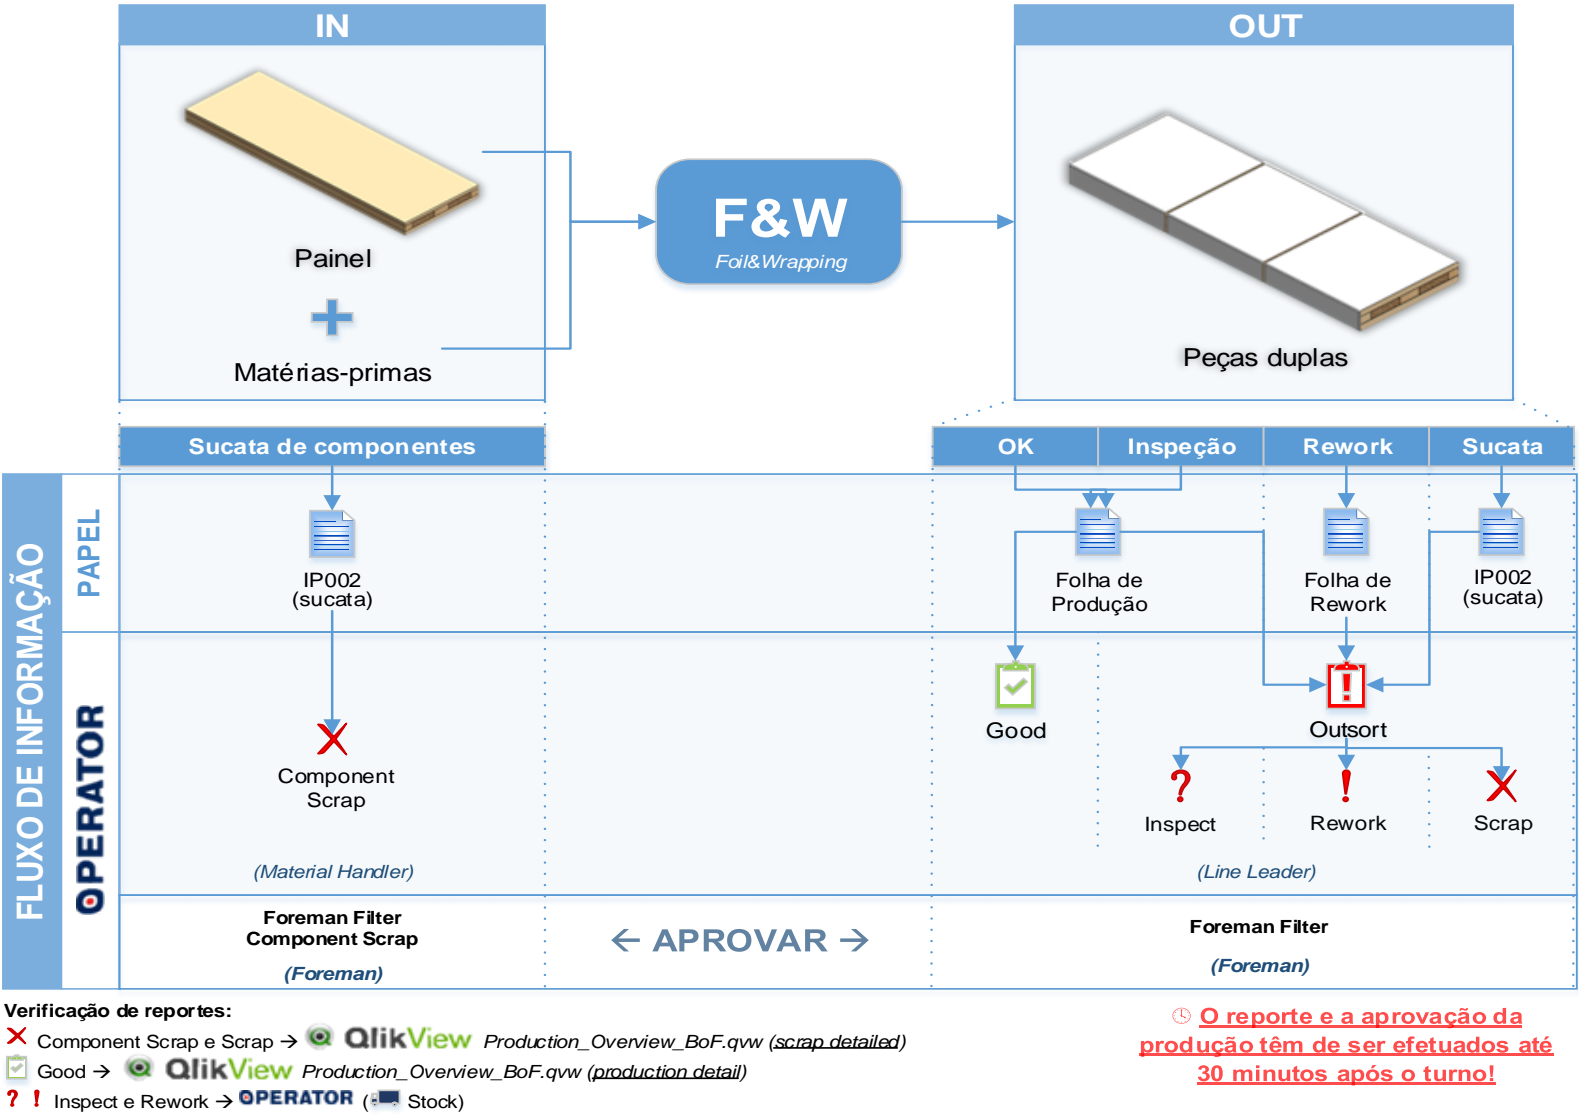 IN
OUT
Painel
Matérias-primas
F&W
Foil&Wrapping
Peças duplas
Sucata de componentes
OK
Inspeção
Rework
Sucata
FLUXO DE INFORMAÇÃO
PAPEL
IP002
(sucata)
Folha de
Produção
Folha de
Rework
IP002
(sucata)
OPERATOR
Component
Scrap
Good
Outsort
Inspect
Rework
Scrap
(Material Handler)
(Line Leader)
Foreman Filter
Component Scrap
(Foreman)
← APROVAR →
Foreman Filter
(Foreman)
Verificação de reportes:
Component Scrap e Scrap → QlikView Production_Overview_BoF.qvw (scrap detailed)
Good → QlikView Production_Overview_BoF.qvw (production detail)
? ! Inspect e Rework → OPERATOR ( Stock)
O reporte e a aprovação da
produção têm de ser efetuados até
30 minutos após o turno!